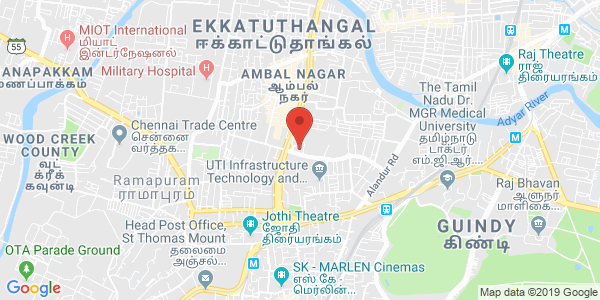 EKKATUTHANGAL
ஈக்காட்டுதாங்கல்
MIOT International
மியாட்
இன்டர்நேஷனல்
55
Military Hospital
H
ANAPAKKAM
ணப்பாக்கம்
AMBAL NAGAR
ஆம்பல்
நகர்
Raj Theatre
ராஜ்
திரையரங்கம்
The Tamil
Nadu Dr.
MGR Medical
University
தமிழ்நாடு
டாக்டர்
எம்.ஜி.ஆர்...
Adyar River
WOOD CREEK
COUNTY
வுட்
க்ரீக்
கவுன்டி
Chennai Trade Centre
சென்னை
வர்த்தக...
UTI Infrastructure
Technology and...
Alandur Rd
Ramapuram
ராமாபுரம்
Raj Bhavan
ஆளுநர்
மாளிகை
Jothi Theatre
ஜோதி
திரையரங்கம்
GUINDY
கிண்டி
Head Post Office,
St Thomas Mount
தலைமை
அஞ்சல்
OTA Parade Ground
SK - MARLEN Cinemas
எஸ் கே -
மெர்லின்
Google
Map data ©2019 Google